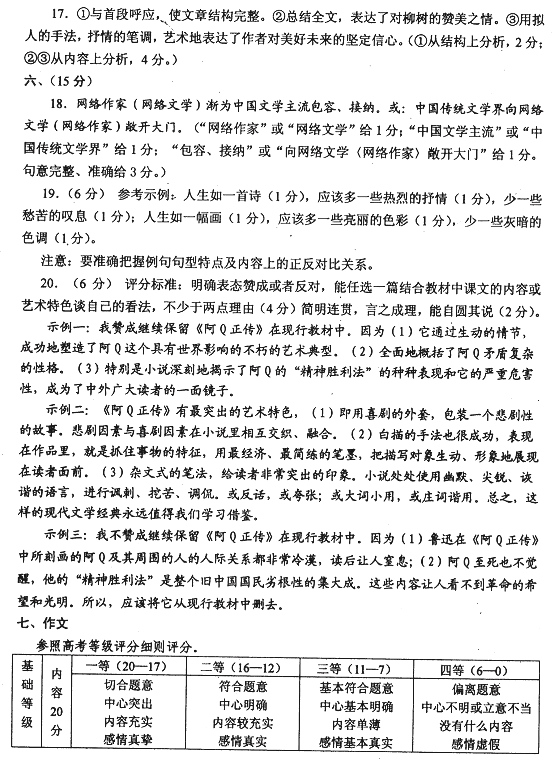 17．①与首段呼应，使文章结构完整。②总结全文，表达了对柳树的赞美之情。③用拟
人的手法，抒情的笔调，艺术地表达了作者对美好未来的坚定信心。（①从结构上分析，2分；
②③从内容上分析，4分。）
六、（15分）
18．网络作家（网络文学）渐为中国文学主流包容、接纳。或：中国传统文学界向网络
文学（网络作家）敞开大门。（“网络作家”或“网络文学”给1分；“中国文学主流”或“中
国传统文学界”给1分；“包容、接纳”或“向网络文学（网络作家）敞开大门”给1分。
句意完整、准确给3分。）
19．（6分） 参考示例：人生如一首诗（1分），应该多一些热烈的抒情（1分），少一些
愁苦的叹息（1分）；人生如一幅画（1分），应该多一些亮丽的色彩（1分），少一些灰暗的
色调（1分）。
注意：要准确把握例句句型特点及内容上的正反对比关系。
20．（6分） 评分标准：明确表态赞成或者反对，能任选一篇结合教材中课文的内容或
艺术特色谈自己的看法，不少于两点理由（4分）简明连贯，言之成理，能自圆其说（2分）。
示例一：我赞成继续保留《阿Q正传》在现行教材中。因为（1）它通过生动的情节，
成功地塑造了阿Q这个具有世界影响的不朽的艺术典型。（2）全面地概括了阿Q矛盾复杂
的性格。（3）特别是小说深刻地揭示了阿Q的“精神胜利法”的种种表现和它的严重危害
性，成为了中外广大读者的一面镜子。
示例二：《阿Q正传》有最突出的艺术特色，（1）即用喜剧的外套，包装一个悲剧性
的故事。悲剧因素与喜剧因素在小说里相互交织、融合。（2）白描的手法也很成功，表现
在作品里，就是抓住事物的特征，用最经济、最简练的笔墨，把描写对象生动、形象地展现
在读者面前。（3）杂文式的笔法，给读者非常突出的印象。小说处处使用幽默、尖锐、诙
谐的语言，进行讽刺、挖苦、调侃。或反话，或夸张；或大词小用，或庄词谐用。总之，这
样的现代文学经典永远值得我们学习借鉴。
示例三：我不赞成继续保留《阿Q正传》在现行教材中。因为（1）鲁迅在《阿Q正传》
中所刻画的阿Q及其周围的人的人际关系都非常冷漠，读后让人窒息；（2）阿Q至死也不觉
醒，他的“精神胜利法”是整个旧中国国民劣根性的集大成。这些内容让人看不到革命的希
望和光明。所以，应该将它从现行教材中删去。
七、作文
参照高考等级评分细则评分。
基础等级 内容20分 一等（20—17） 二等（16—12） 三等（11—7） 四等（6—0）
切合题意 符合题意 基本符合题意 偏离题意
中心突出 中心明确 中心基本明确 中心不明或立意不当
内容充实 内容较充实 内容单薄 没有什么内容
感情真挚 感情真实 感情基本真实 感情虚假